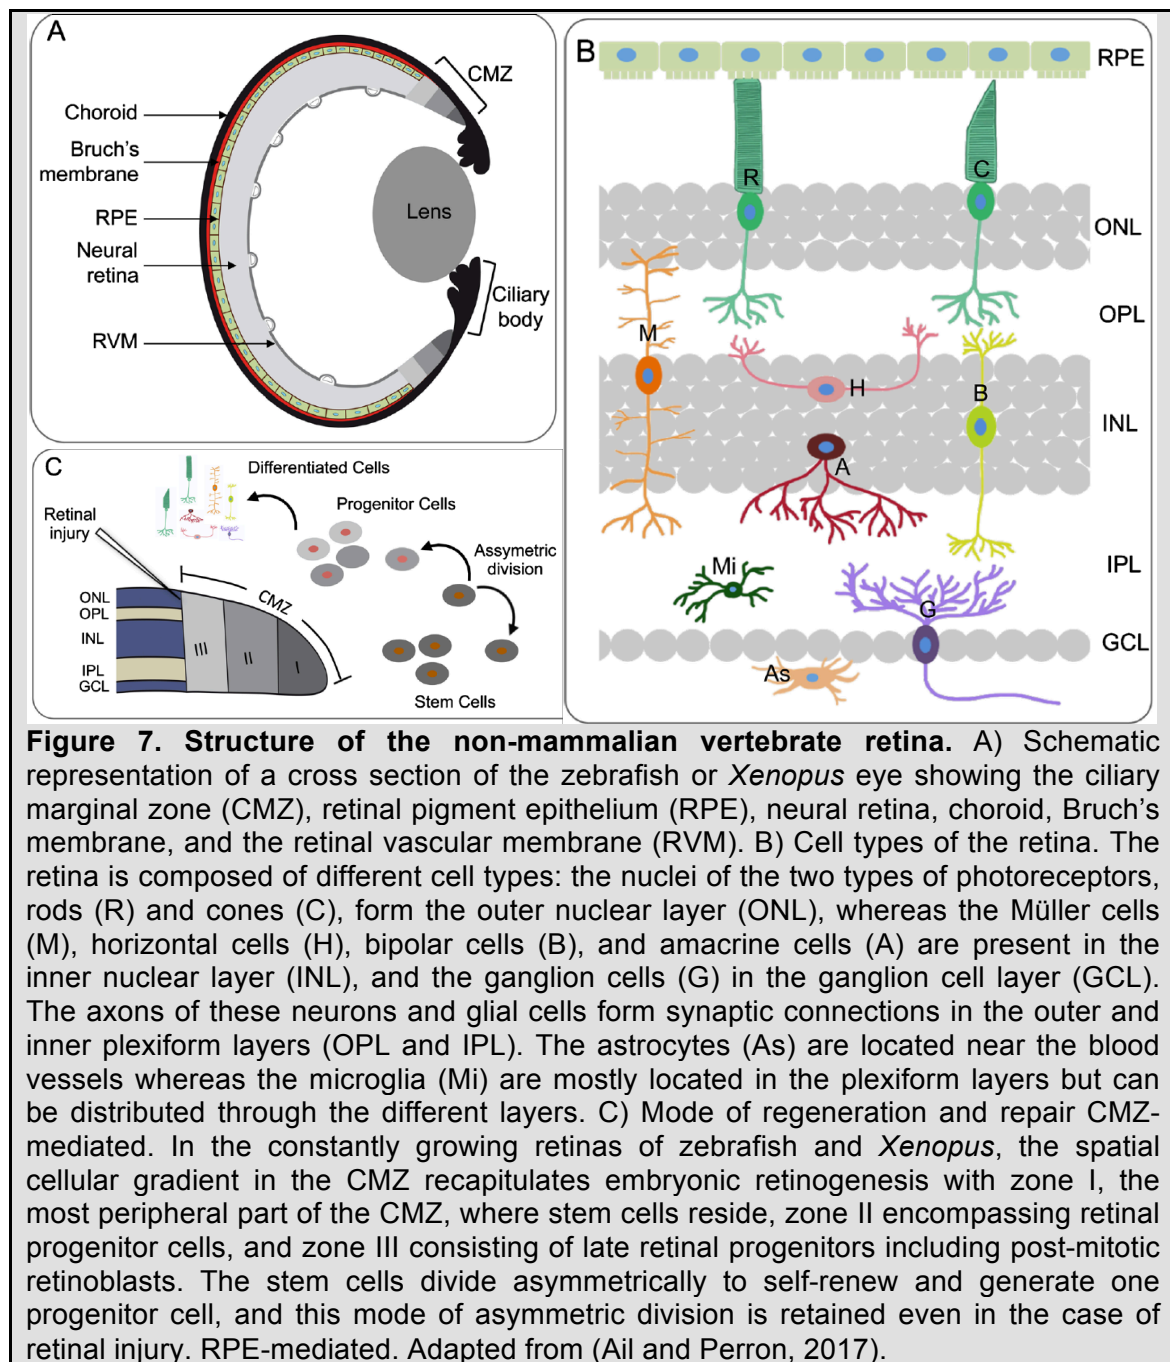 A
CMZ
Choroid
Bruch's
membrane
RPE
Lens
Neural
retina
Ciliary
body
RVM
B
RPE
R
C
ONL
OPL
M
H
B
INL
A
Mi
IPL
G
GCL
As
C
Differentiated Cells
Progenitor Cells
Retinal
injury
Assymetric
division
CMZ
ONL
OPL
INL
IPL
GCL
III
II
I
Stem Cells
Figure 7. Structure of the non-mammalian vertebrate retina. A) Schematic
representation of a cross section of the zebrafish or Xenopus eye showing the ciliary
marginal zone (CMZ), retinal pigment epithelium (RPE), neural retina, choroid, Bruch's
membrane, and the retinal vascular membrane (RVM). B) Cell types of the retina. The
retina is composed of different cell types: the nuclei of the two types of photoreceptors,
rods (R) and cones (C), form the outer nuclear layer (ONL), whereas the Müller cells
(M), horizontal cells (H), bipolar cells (B), and amacrine cells (A) are present in the
inner nuclear layer (INL), and the ganglion cells (G) in the ganglion cell layer (GCL).
The axons of these neurons and glial cells form synaptic connections in the outer and
inner plexiform layers (OPL and IPL). The astrocytes (As) are located near the blood
vessels whereas the microglia (Mi) are mostly located in the plexiform layers but can
be distributed through the different layers. C) Mode of regeneration and repair CMZ-
mediated. In the constantly growing retinas of zebrafish and Xenopus, the spatial
cellular gradient in the CMZ recapitulates embryonic retinogenesis with zone I, the
most peripheral part of the CMZ, where stem cells reside, zone II encompassing retinal
progenitor cells, and zone III consisting of late retinal progenitors including post-mitotic
retinoblasts. The stem cells divide asymmetrically to self-renew and generate one
progenitor cell, and this mode of asymmetric division is retained even in the case of
retinal injury. RPE-mediated. Adapted from (Ail and Perron, 2017).